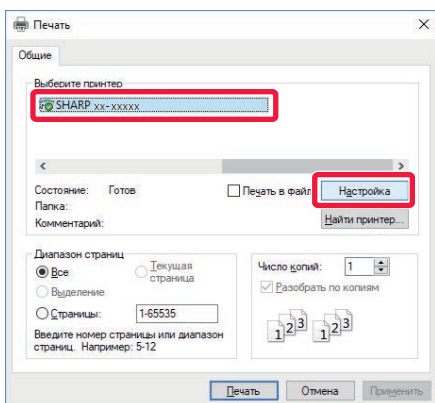 Печать
Общие
Выберите принтер
SHARP xx-xxxxx
Состояние: Готов
Печать в файл
Настройка
Папка:
Комментарий:
Найти принтер...
Диапазон страниц
Все
Текущая
страница
Выделение
Страницы: 1-65535
Введите номер страницы или диапазон
страниц. Например: 5-12
Число копий: 1
Разобрать по копиям
1 2 3 1 2 3
Печать Отмена Применить